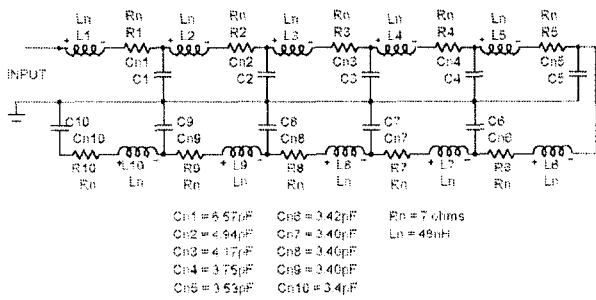 Ln Rn Ln Rn Ln Rn Ln Rn Ln Rn
L1 R1 L2 R2 L3 R3 L4 R4 L5 R5
INPUT
Cn1 Cn2 Cn3 Cn4 Cn5
C1 C2 C3 C4 C5
C10 C9 C8 C7 C6
Cn10 Cn9 Cn8 Cn7 Cn6
R10 L10 R9 L9 R8 L8 R7 L7 R6 L6
Rn Ln Rn Ln Rn Ln Rn Ln Rn Ln
Cn1 = 6.57pF Cn6 = 3.42pF Rn = 7 ohms
Cn2 = 4.94pF Cn7 = 3.40pF Ln = 48nH
Cn3 = 4.17pF Cn8 = 3.40pF
Cn4 = 3.75pF Cn9 = 3.40pF
Cn5 = 3.53pF Cn10 = 3.4pF